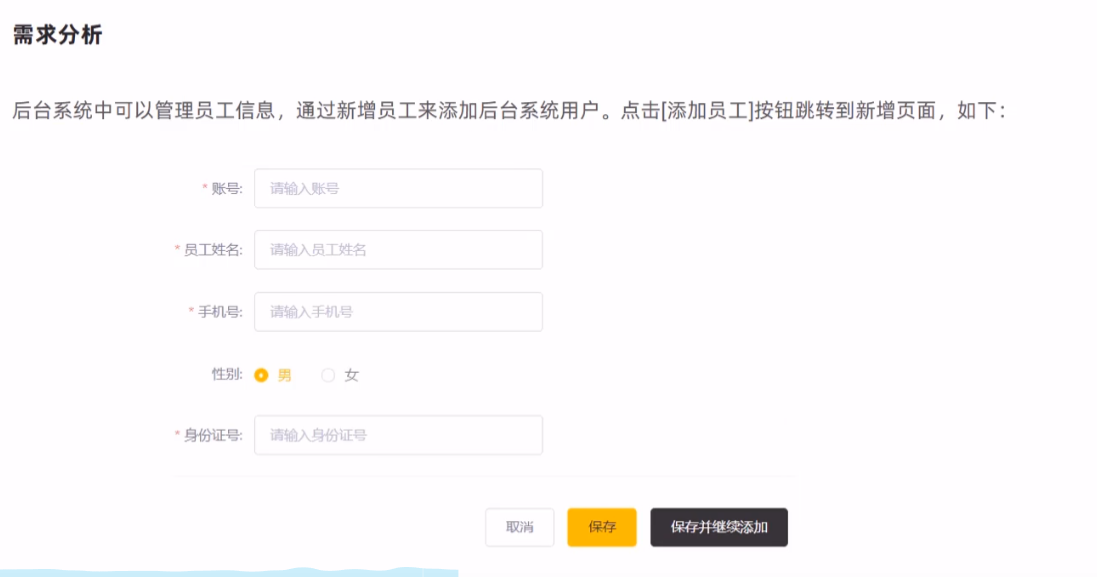 需求分析
后台系统中可以管理员工信息，通过新增员工来添加后台系统用户。点击[添加员工]按钮跳转到新增页面，如下：
* 账号: 请输入账号
* 员工姓名: 请输入员工姓名
* 手机号: 请输入手机号
性别: 男 女
* 身份证号: 请输入身份证号
取消 保存 保存并继续添加